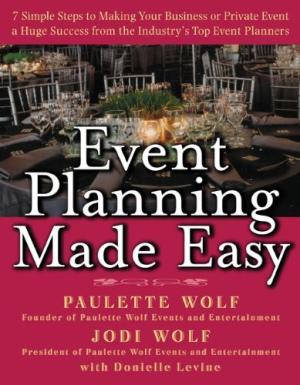 7 Simple Steps to Making Your Business or Private Event
a Huge Success from the Industry's Top Event Planners
Event
Planning
Made Easy
PAULETTE WOLF
Founder of Paulette Wolf Events and Entertainment
JODI WOLF
President of Paulette Wolf Events and Entertainment
with Donielle Levine